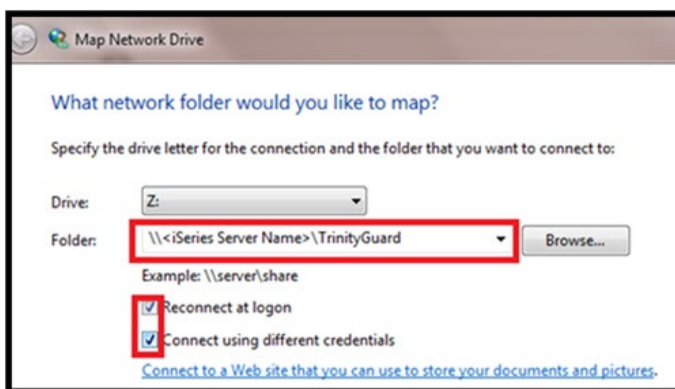 Map Network Drive
What network folder would you like to map?
Specify the drive letter for the connection and the folder that you want to connect to:
Drive: Z:
Folder: \\<iSeries Server Name>\TrinityGuard Browse...
Example: \\server\share
Reconnect at logon
Connect using different credentials
Connect to a Web site that you can use to store your documents and pictures.